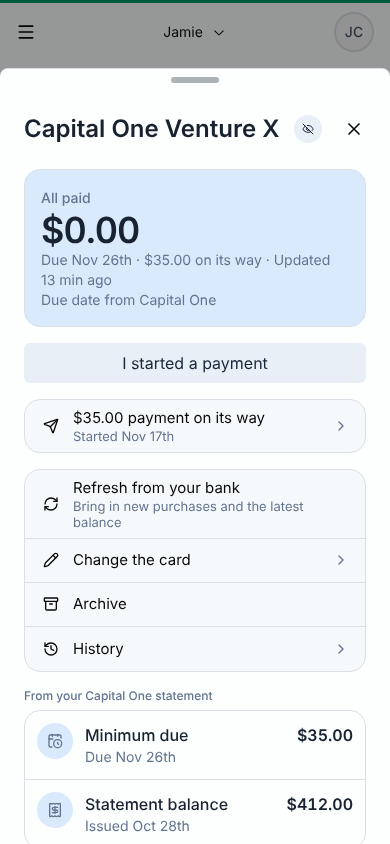 Jamie
JC
Capital One Venture X
All paid
$0.00
Due Nov 26th · $35.00 on its way · Updated
13 min ago
Due date from Capital One
I started a payment
$35.00 payment on its way
Started Nov 17th
Refresh from your bank
Bring in new purchases and the latest
balance
Change the card
Archive
History
From your Capital One statement
Minimum due
$35.00
Due Nov 26th
Statement balance
$412.00
Issued Oct 28th